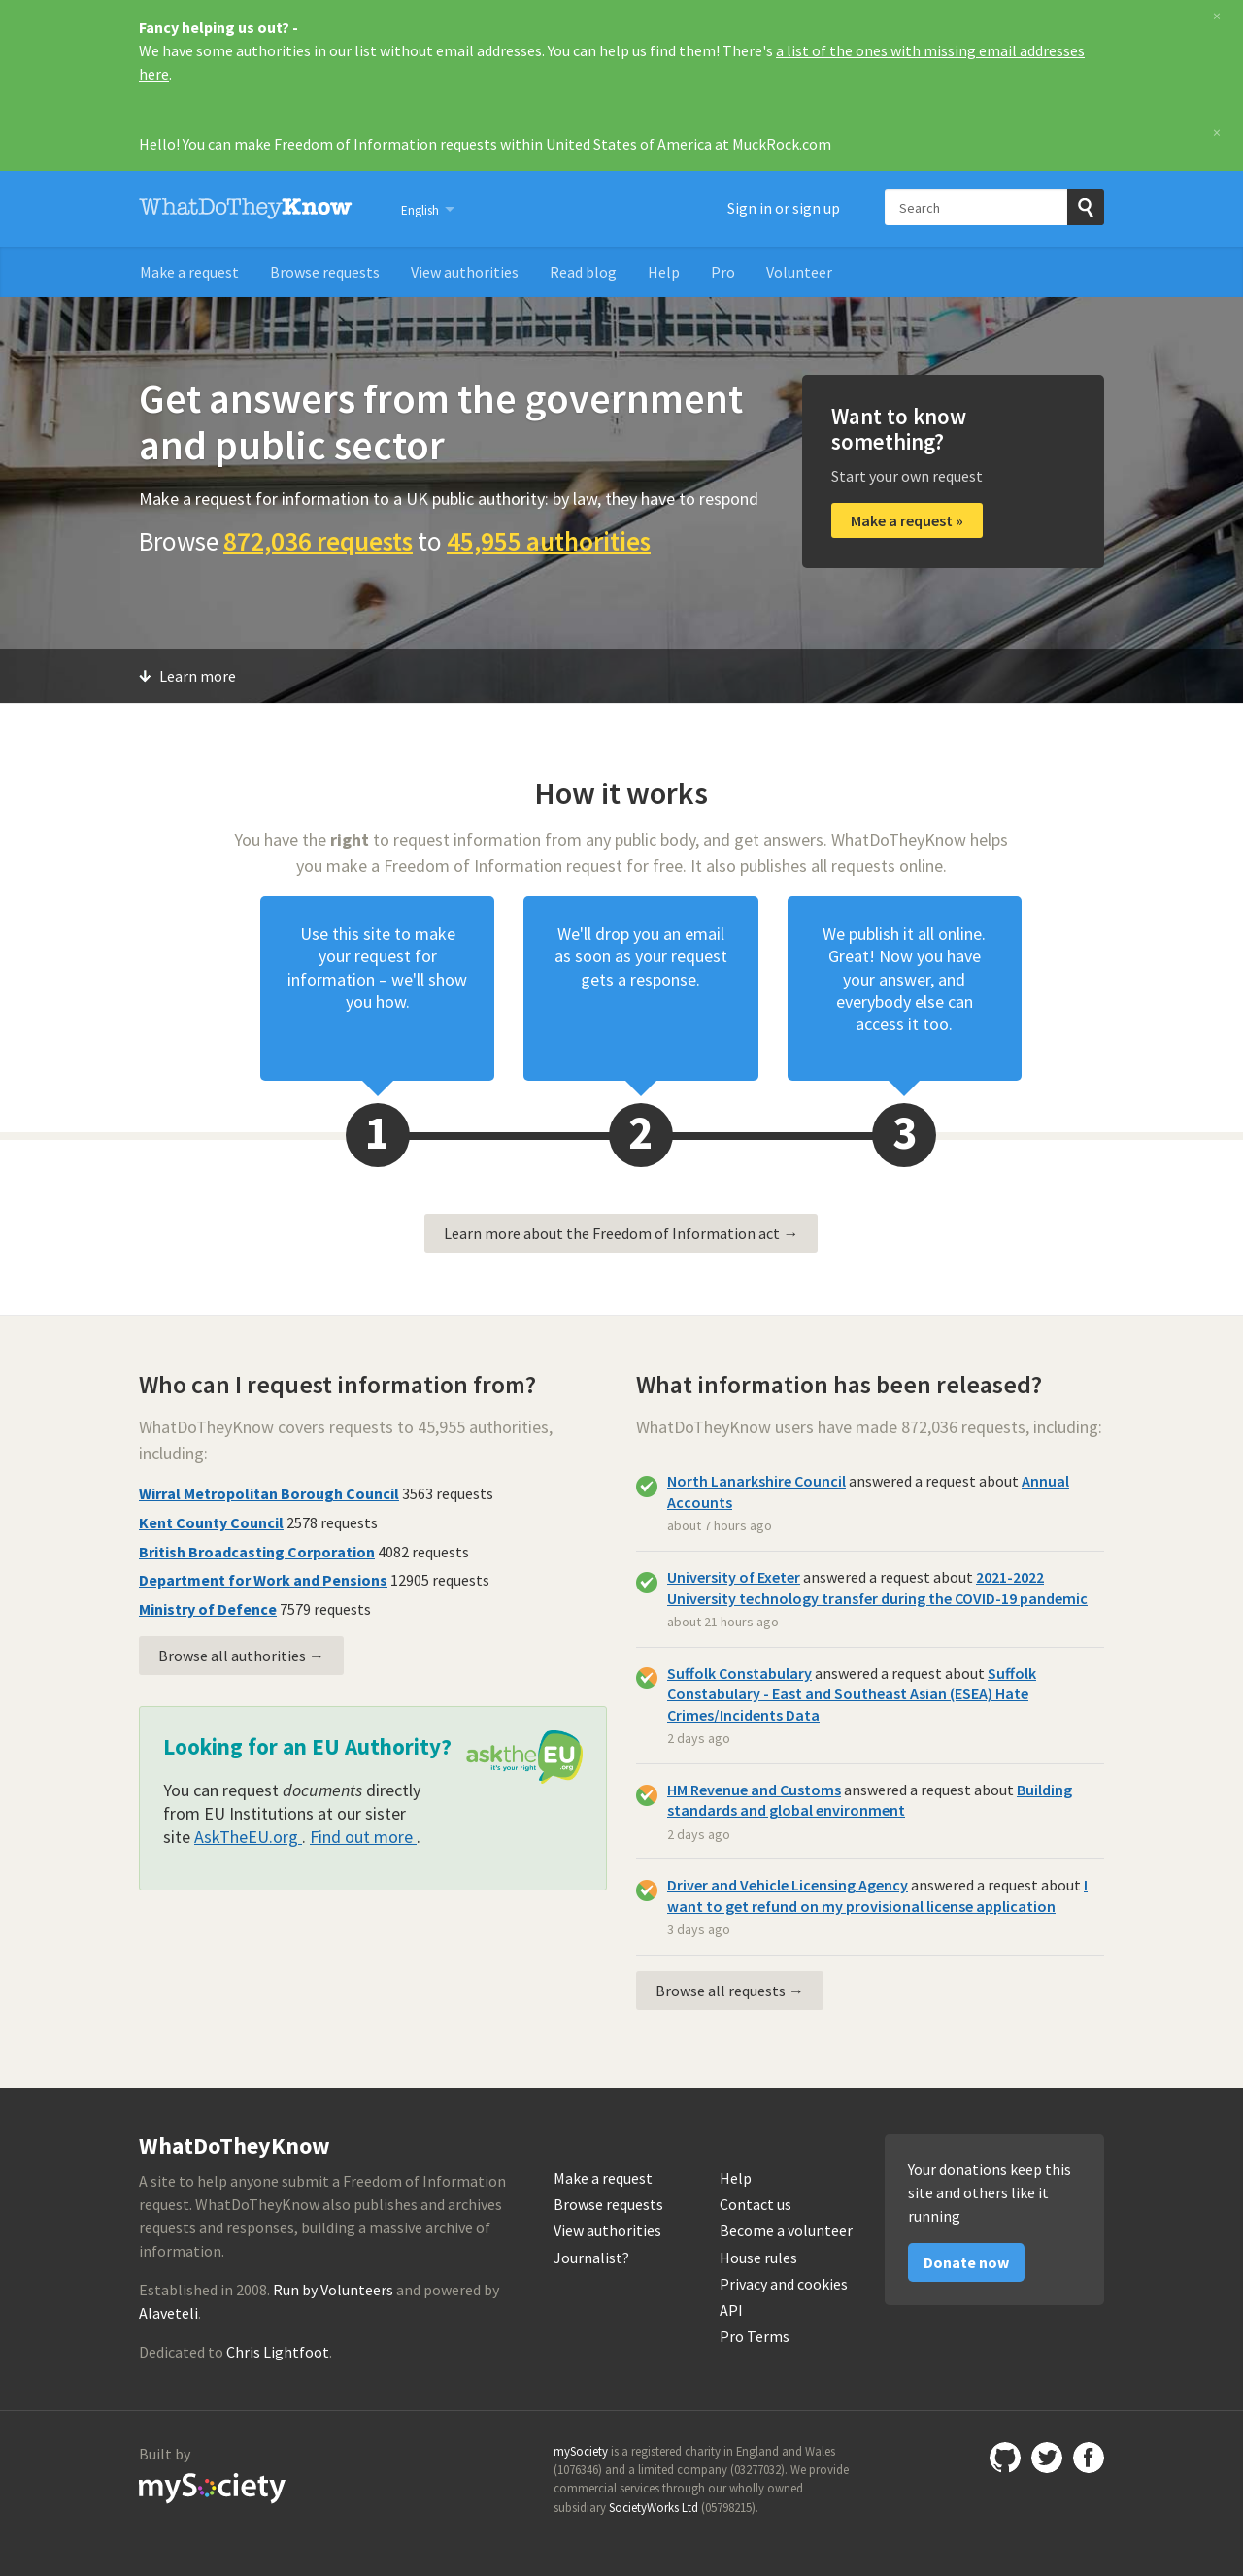 Fancy helping us out? -
We have some authorities in our list without email addresses. You can help us find them! There's a list of the ones with missing email addresses
here.
×
Hello! You can make Freedom of Information requests within United States of America at MuckRock.com
×
WhatDoTheyKnow
English
Sign in or sign up
Search
Make a request
Browse requests
View authorities
Read blog
Help
Pro
Volunteer
Get answers from the government
and public sector
Make a request for information to a UK public authority: by law, they have to respond
Browse 872,036 requests to 45,955 authorities
Want to know
something?
Start your own request
Make a request »
Learn more
How it works
You have the right to request information from any public body, and get answers. WhatDoTheyKnow helps
you make a Freedom of Information request for free. It also publishes all requests online.
Use this site to make
your request for
information – we'll show
you how.
We'll drop you an email
as soon as your request
gets a response.
We publish it all online.
Great! Now you have
your answer, and
everybody else can
access it too.
1
2
3
Learn more about the Freedom of Information act →
Who can I request information from?
WhatDoTheyKnow covers requests to 45,955 authorities,
including:
Wirral Metropolitan Borough Council 3563 requests
Kent County Council 2578 requests
British Broadcasting Corporation 4082 requests
Department for Work and Pensions 12905 requests
Ministry of Defence 7579 requests
Browse all authorities →
Looking for an EU Authority?
asktheEU.org
it's your right
You can request documents directly
from EU Institutions at our sister
site AskTheEU.org . Find out more .
What information has been released?
WhatDoTheyKnow users have made 872,036 requests, including:
North Lanarkshire Council answered a request about Annual
Accounts
about 7 hours ago
University of Exeter answered a request about 2021-2022
University technology transfer during the COVID-19 pandemic
about 21 hours ago
Suffolk Constabulary answered a request about Suffolk
Constabulary - East and Southeast Asian (ESEA) Hate
Crimes/Incidents Data
2 days ago
HM Revenue and Customs answered a request about Building
standards and global environment
2 days ago
Driver and Vehicle Licensing Agency answered a request about I
want to get refund on my provisional license application
3 days ago
Browse all requests →
WhatDoTheyKnow
A site to help anyone submit a Freedom of Information
request. WhatDoTheyKnow also publishes and archives
requests and responses, building a massive archive of
information.
Established in 2008. Run by Volunteers and powered by
Alaveteli.
Dedicated to Chris Lightfoot.
Make a request
Browse requests
View authorities
Journalist?
Help
Contact us
Become a volunteer
House rules
Privacy and cookies
API
Pro Terms
Your donations keep this
site and others like it
running
Donate now
Built by
mySociety
mySociety is a registered charity in England and Wales
(1076346) and a limited company (03277032). We provide
commercial services through our wholly owned
subsidiary SocietyWorks Ltd (05798215).